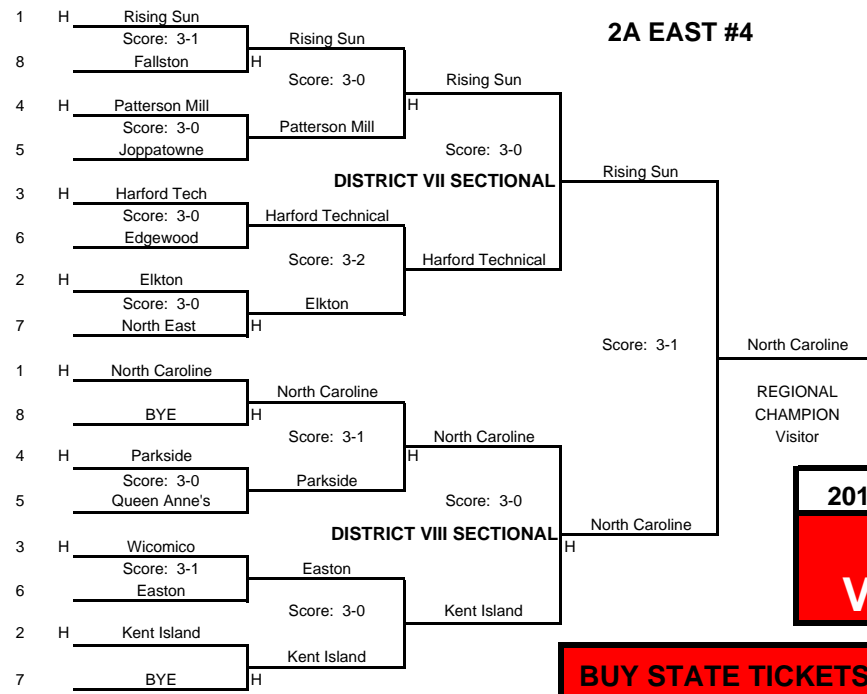 2A EAST #4
1 H Rising Sun
Score: 3-1 Rising Sun
8 Fallston H
Score: 3-0 Rising Sun
4 H Patterson Mill H
Score: 3-0 Patterson Mill
5 Joppatowne Score: 3-0
DISTRICT VII SECTIONAL Rising Sun
3 H Harford Tech
Score: 3-0 Harford Technical
6 Edgewood
Score: 3-2 Harford Technical
2 H Elkton
Score: 3-0 Elkton
7 North East H
Score: 3-1 North Caroline
1 H North Caroline
North Caroline REGIONAL
8 BYE H CHAMPION
Score: 3-1 North Caroline Visitor
4 H Parkside H
Score: 3-0 Parkside
5 Queen Anne's Score: 3-0 201
DISTRICT VIII SECTIONAL North Caroline
3 H Wicomico H
Score: 3-1 Easton
6 Easton V
Score: 3-0 Kent Island
2 H Kent Island
Kent Island
7 BYE H BUY STATE TICKETS